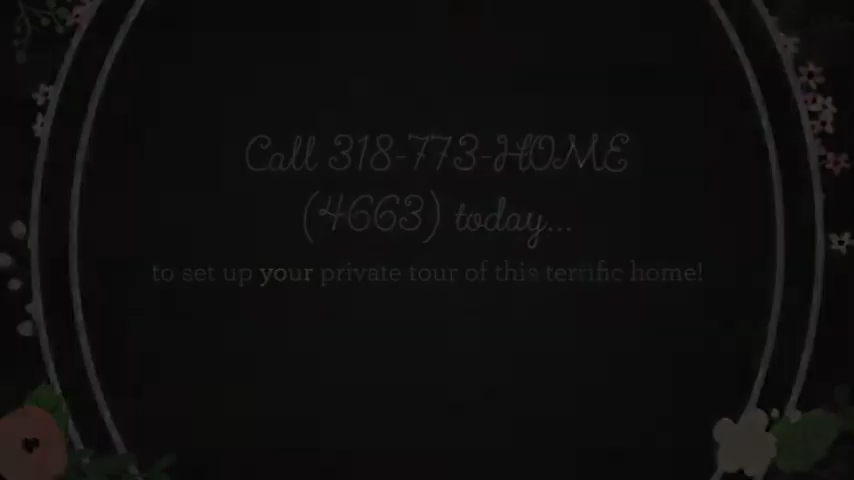 Call 318-773-HOME
(4663) today...
to set up your private tour of this terrific home!